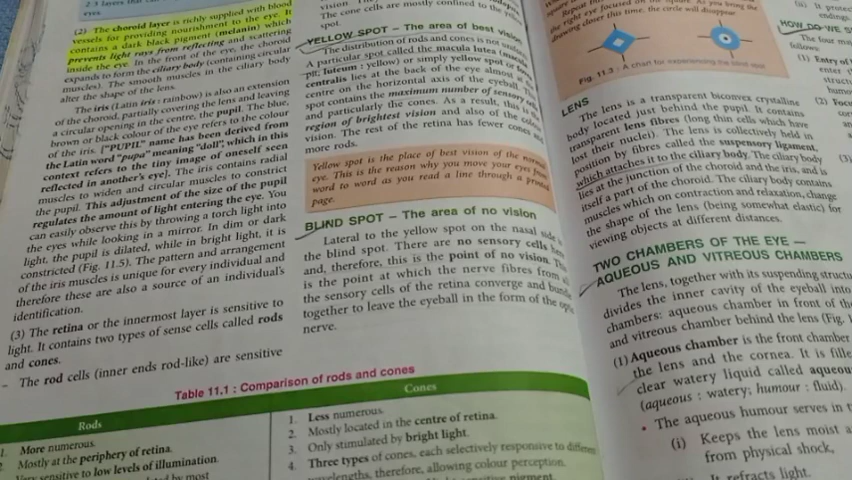 2.3 layers that can
eyes
(2) The choroid layer is richly supplied with blood
vessels for providing nourishment to the eye. It
contains a dark black pigment (melanin) which
prevents light rays from reflecting and scattering
inside the eye. In the front of the eye, the choroid
expands to form the ciliary body (containing circular
muscles). The smooth muscles in the ciliary body
alter the shape of the lens.
The iris (Latin iris : rainbow) is also an extension
of the choroid, partially covering the lens and leaving
a circular opening in the centre, the pupil. The blue,
brown or black colour of the eye refers to the colour
of the iris. ["PUPIL" name has been derived from
the Latin word "pupa" meaning "doll", which in this
context refers to the tiny image of oneself seen
reflected in another's eye]. The iris contains radial
muscles to widen and circular muscles to constrict
the pupil. This adjustment of the size of the pupil
regulates the amount of light entering the eye. You
can easily observe this by throwing a torch light into
the eyes while looking in a mirror. In dim or dark
light, the pupil is dilated, while in bright light, it is
constricted (Fig. 11.5). The pattern and arrangement
of the iris muscles is unique for every individual and
therefore these are also a source of an individual's
identification.
(3) The retina or the innermost layer is sensitive to
light. It contains two types of sense cells called rods
and cones.
– The rod cells (inner ends rod-like) are sensitive
vision
The cone cells are mostly confined to the
spot.
YELLOW SPOT – The area of best vision
The distribution of rods and cones is not
A particular spot called the macula lutea
pit; luteum : yellow) or simply yellow spot or
centralis lies at the back of the eye almost
centre on the horizontal axis of the eyeball. The
spot contains the maximum number of sensory
and particularly the cones. As a result, this
region of brightest vision and also of the
vision. The rest of the retina has fewer cones
more rods.
Yellow spot is the place of best vision of the normal
eye. This is the reason why you move your eyes from
word to word as you read a line through a printed
page.
BLIND SPOT – The area of no vision
Lateral to the yellow spot on the nasal side is
the blind spot. There are no sensory cells
and, therefore, this is the point of no vision. This
is the point at which the nerve fibres from all
the sensory cells of the retina converge and
together to leave the eyeball in the form of the optic
nerve.
Table 11.1 : Comparison of rods and cones
Rods
1. More numerous.
2. Mostly at the periphery of retina.
Very sensitive to low levels of illumination.
by most
Cones
1. Less numerous.
2. Mostly located in the centre of retina.
3. Only stimulated by bright light.
4. Three types of cones, each selectively responsive to different
wavelengths, therefore, allowing colour perception.
pigment.
the right eye focused
drawing closer this time, the circle will disappear.
Fig. 11.3 : A chart for experiencing the blind spot
LENS
The lens is a transparent biconvex crystalline
body located just behind the pupil. It contains
transparent lens fibres (long thin cells which have
lost their nuclei). The lens is collectively held in
position by fibres called the suspensory ligament,
which attaches it to the ciliary body. The ciliary body
lies at the junction of the choroid and the iris, and is
itself a part of the choroid. The ciliary body contains
muscles which on contraction and relaxation, change
the shape of the lens (being somewhat elastic) for
viewing objects at different distances.
TWO CHAMBERS OF THE EYE —
AQUEOUS AND VITREOUS CHAMBERS
The lens, together with its suspending
divides the inner cavity of the eyeball into
chambers: aqueous chamber in front of the
and vitreous chamber behind the lens (Fig.
(1) Aqueous chamber is the front chamber
the lens and the cornea. It is
clear watery liquid called
(aqueous : watery; humour : fluid).
• The aqueous humour serves in
(i) Keeps the lens moist
from physical shock,
It refracts light.
(ii) It
endings.
HOW DO WE
The four
follows:
(1) Entry of
enter
(2)
(3)